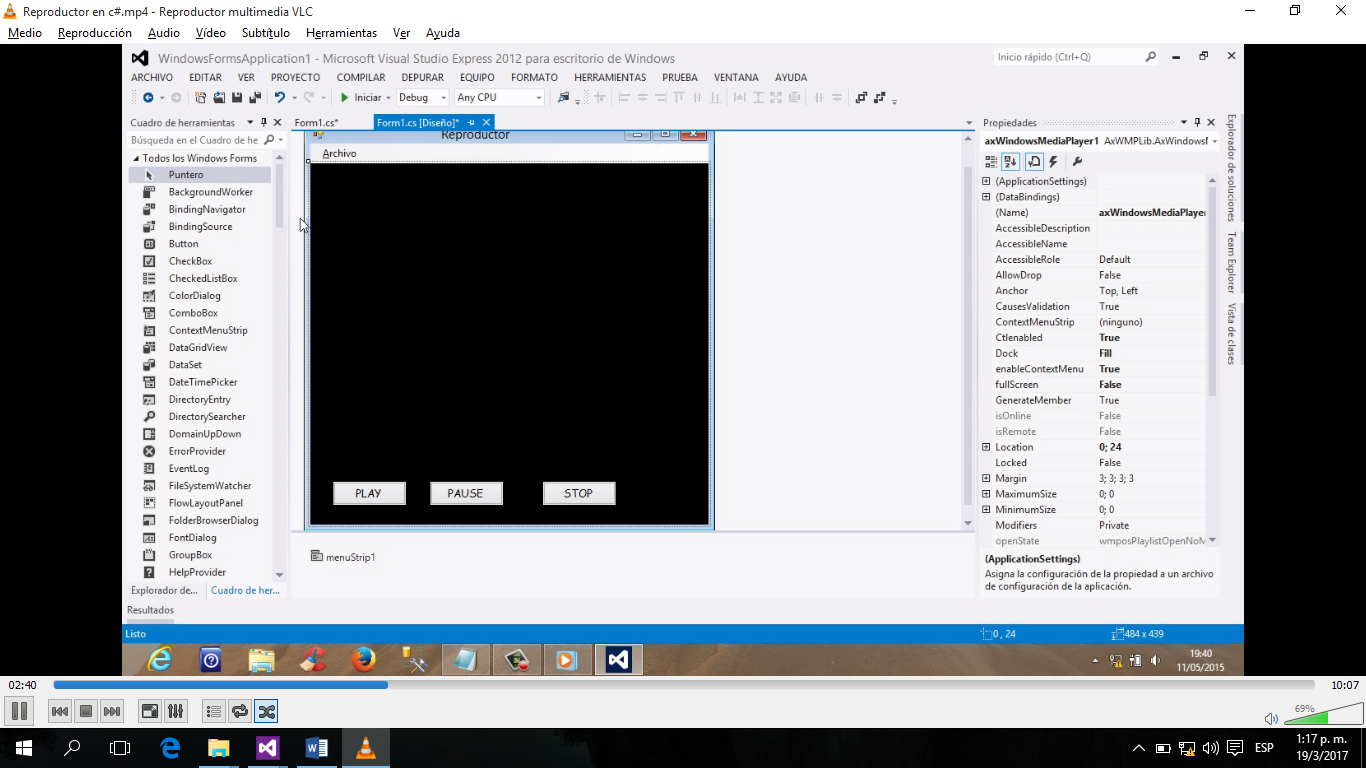 Reproductor en c#.mp4 - Reproductor multimedia VLC
Medio Reproducción Audio Vídeo Subtítulo Herramientas Ver Ayuda
WindowsFormsApplication1 - Microsoft Visual Studio Express 2012 para escritorio de Windows
Inicio rápido (Ctrl+Q)
ARCHIVO EDITAR VER PROYECTO COMPILAR DEPURAR EQUIPO FORMATO HERRAMIENTAS PRUEBA VENTANA AYUDA
Iniciar Debug Any CPU
Cuadro de herramientas
Búsqueda en el Cuadro de he
Todos los Windows Forms
Puntero
BackgroundWorker
BindingNavigator
BindingSource
Button
CheckBox
CheckedListBox
ColorDialog
ComboBox
ContextMenuStrip
DataGridView
DataSet
DateTimePicker
DirectoryEntry
DirectorySearcher
DomainUpDown
ErrorProvider
EventLog
FileSystemWatcher
FlowLayoutPanel
FolderBrowserDialog
FontDialog
GroupBox
HelpProvider
Explorador de... Cuadro de her...
Resultados
Form1.cs* Form1.cs [Diseño]*
Reproductor
Archivo
PLAY PAUSE STOP
menuStrip1
Propiedades
axWindowsMediaPlayer1 AxWMPLib.AxWindowsI
(ApplicationSettings)
(DataBindings)
(Name) axWindowsMediaPlayer
AccessibleDescription
AccessibleName
AccessibleRole Default
AllowDrop False
Anchor Top, Left
CausesValidation True
ContextMenuStrip (ninguno)
Ctlenabled True
Dock Fill
enableContextMenu True
fullScreen False
GenerateMember True
isOnline False
isRemote False
Location 0; 24
Locked False
Margin 3; 3; 3; 3
MaximumSize 0; 0
MinimumSize 0; 0
Modifiers Private
openState wmposPlaylistOpenNoM
(ApplicationSettings)
Asigna la configuración de la propiedad a un archivo
de configuración de la aplicación.
Explorador de soluciones
Team Explorer
Vista de clases
Listo 0 , 24 484 x 439
19:40
11/05/2015
02:40 10:07
69%
ESP
1:17 p. m.
19/3/2017